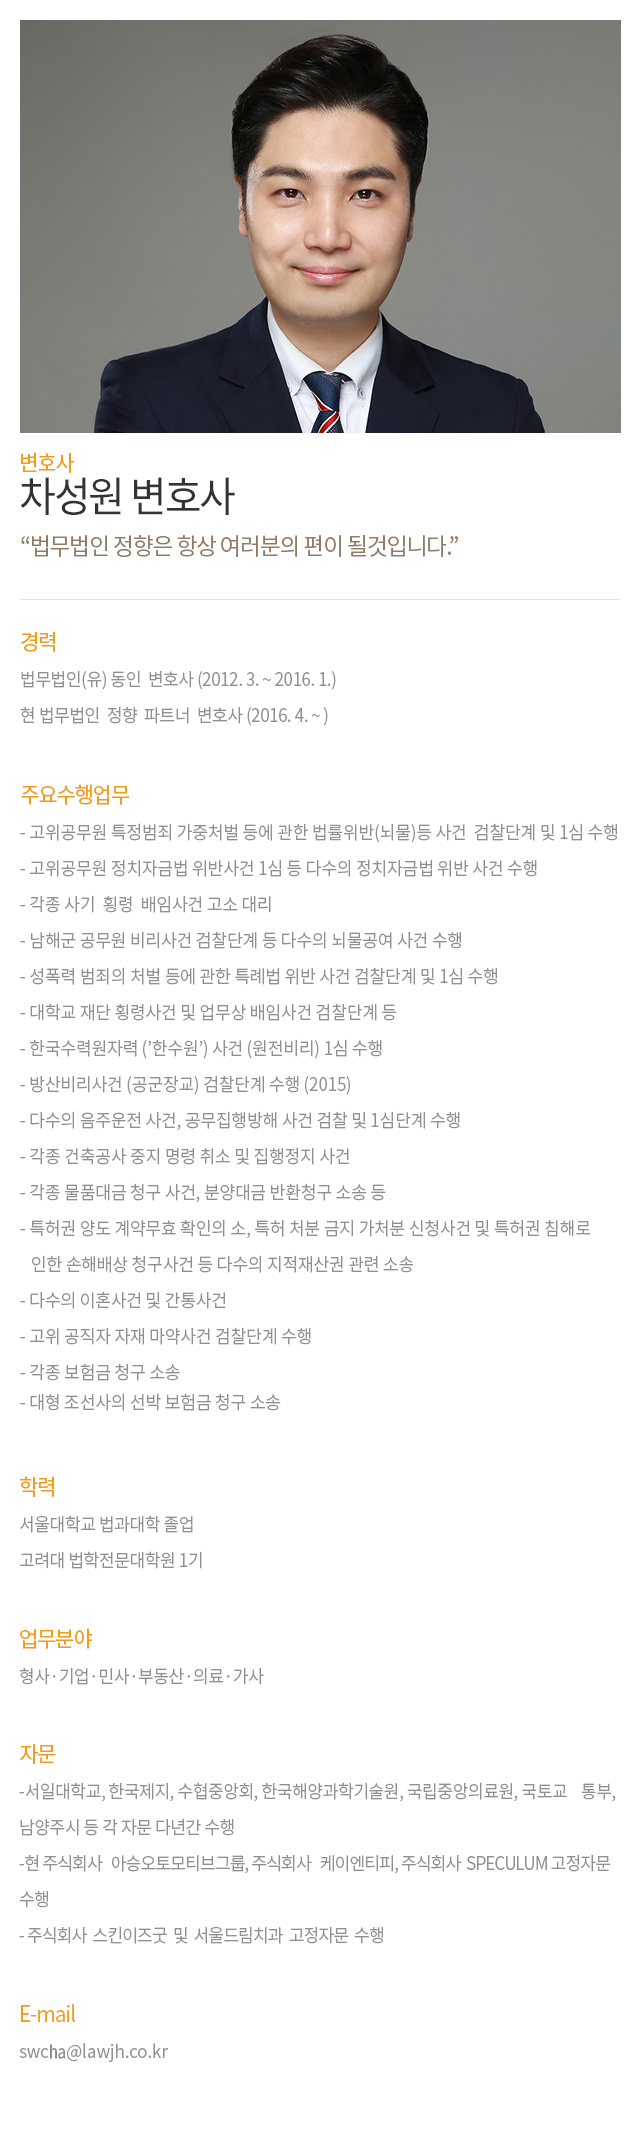 변호사
차성원 변호사
“법무법인 정향은 항상 여러분의 편이 될것입니다.”
경력
법무법인(유) 동인 변호사 (2012. 3. ~ 2016. 1.)
현 법무법인 정향 파트너 변호사 (2016. 4. ~ )
주요수행업무
- 고위공무원 특정범죄 가중처벌 등에 관한 법률위반(뇌물)등 사건 검찰단계 및 1심 수행
- 고위공무원 정치자금법 위반사건 1심 등 다수의 정치자금법 위반 사건 수행
- 각종 사기 횡령 배임사건 고소 대리
- 남해군 공무원 비리사건 검찰단계 등 다수의 뇌물공여 사건 수행
- 성폭력 범죄의 처벌 등에 관한 특례법 위반 사건 검찰단계 및 1심 수행
- 대학교 재단 횡령사건 및 업무상 배임사건 검찰단계 등
- 한국수력원자력 (’한수원’) 사건 (원전비리) 1심 수행
- 방산비리사건 (공군장교) 검찰단계 수행 (2015)
- 다수의 음주운전 사건, 공무집행방해 사건 검찰 및 1심단계 수행
- 각종 건축공사 중지 명령 취소 및 집행정지 사건
- 각종 물품대금 청구 사건, 분양대금 반환청구 소송 등
- 특허권 양도 계약무효 확인의 소, 특허 처분 금지 가처분 신청사건 및 특허권 침해로
인한 손해배상 청구사건 등 다수의 지적재산권 관련 소송
- 다수의 이혼사건 및 간통사건
- 고위 공직자 자재 마약사건 검찰단계 수행
- 각종 보험금 청구 소송
- 대형 조선사의 선박 보험금 청구 소송
학력
서울대학교 법과대학 졸업
고려대 법학전문대학원 1기
업무분야
형사·기업·민사·부동산·의료·가사
자문
-서일대학교, 한국제지, 수협중앙회, 한국해양과학기술원, 국립중앙의료원, 국토교 통부,
남양주시 등 각 자문 다년간 수행
-현 주식회사 아승오토모티브그룹, 주식회사 케이엔티피, 주식회사 SPECULUM 고정자문
수행
- 주식회사 스킨이즈굿 및 서울드림치과 고정자문 수행
E-mail
swcha@lawjh.co.kr